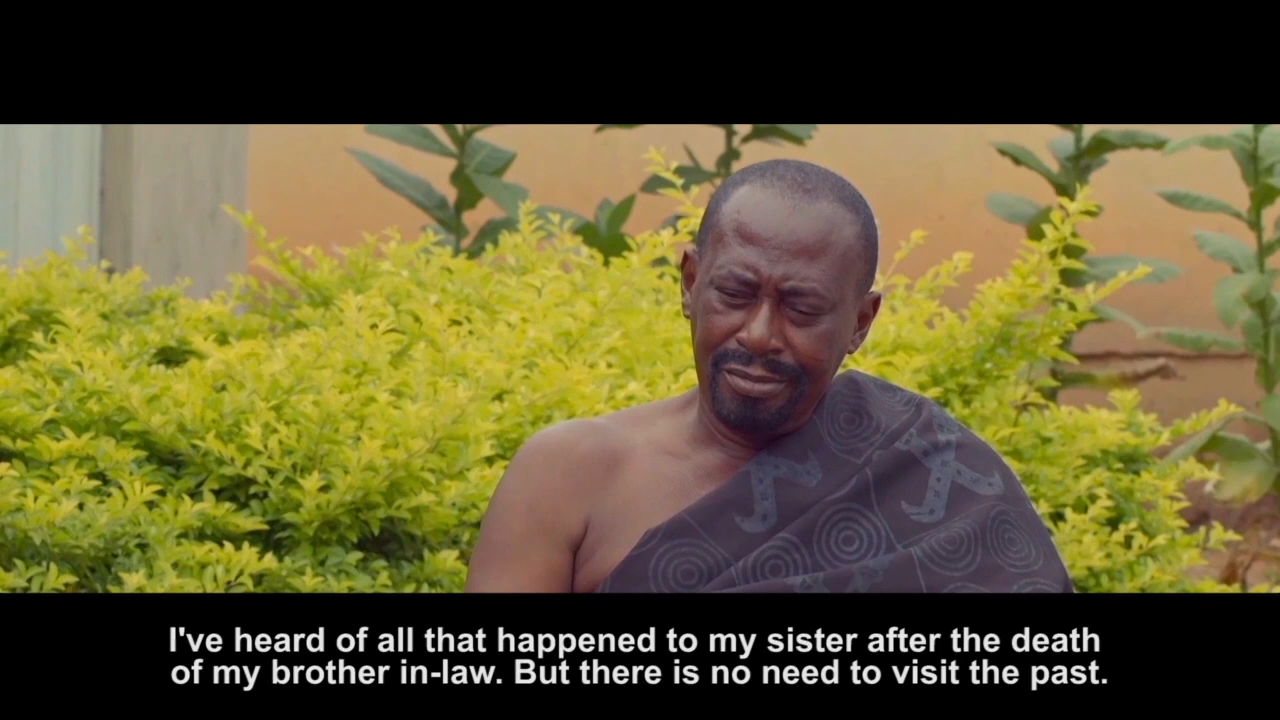 I've heard of all that happened to my sister after the death
of my brother in-law. But there is no need to visit the past.